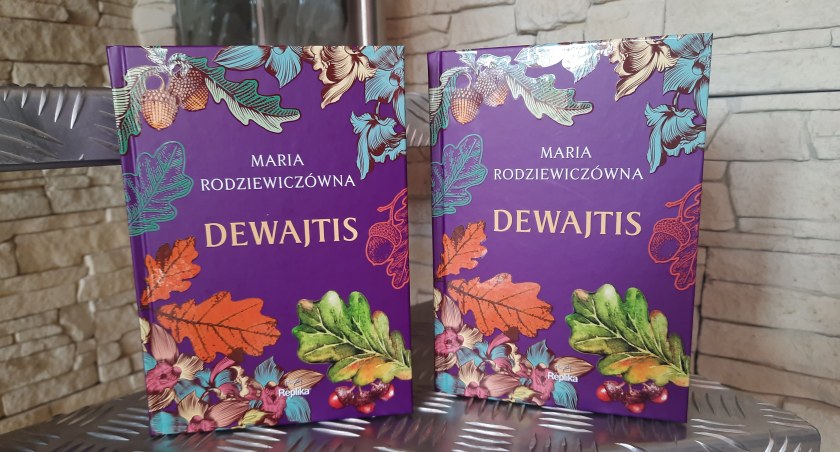 MARIA
RODZIEWICZÓWNA
DEWAJTIS
Replika
MARIA
RODZIEWICZÓWNA
DEWAJTIS
Replika